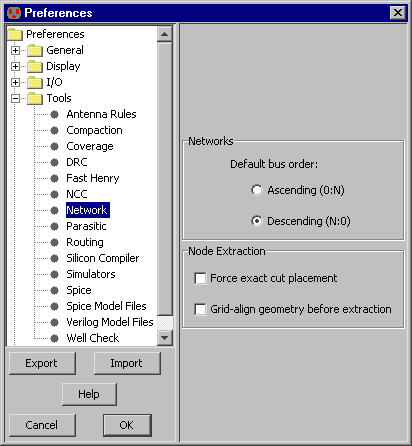 Preferences
Preferences
General
Display
I/O
Tools
Antenna Rules
Compaction
Coverage
DRC
Fast Henry
NCC
Network
Parasitic
Routing
Silicon Compiler
Simulators
Spice
Spice Model Files
Verilog Model Files
Well Check
Export
Import
Help
Cancel
OK
Networks
Default bus order:
Ascending (0:N)
Descending (N:0)
Node Extraction
Force exact cut placement
Grid-align geometry before extraction